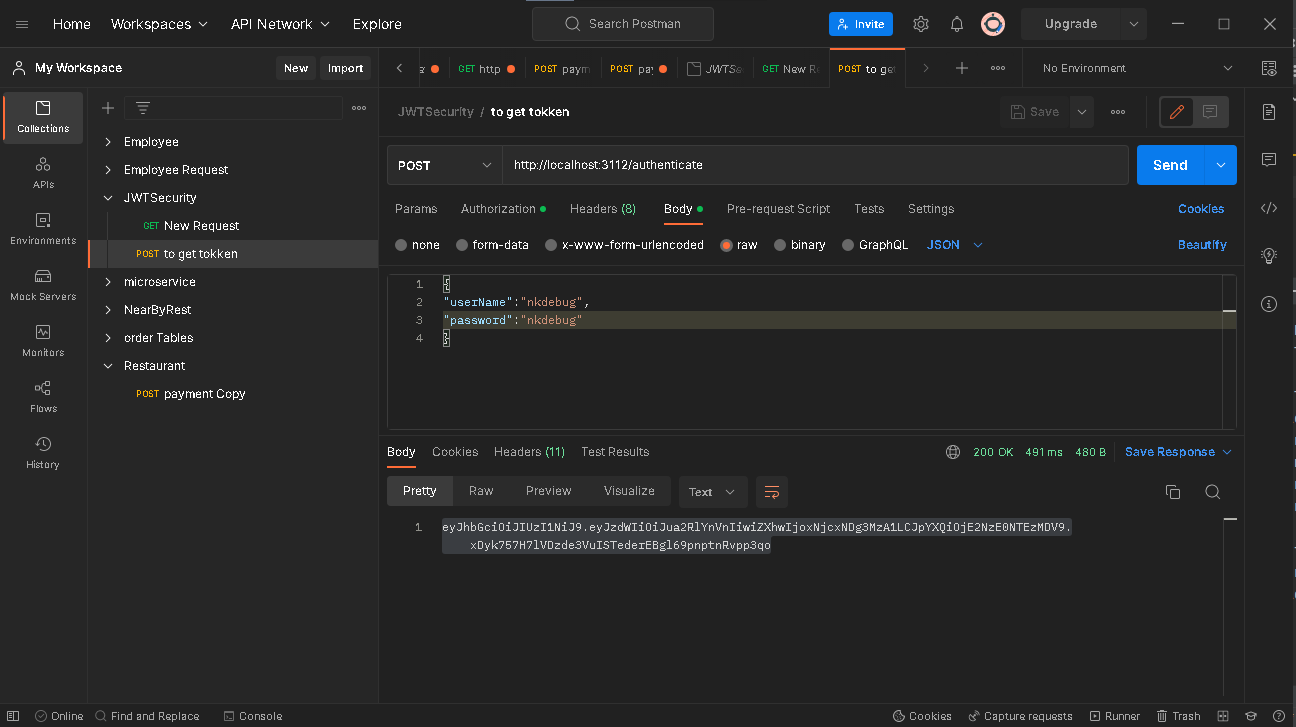 Home Workspaces API Network Explore Search Postman Invite Upgrade
My Workspace New Import GET http POST payn POST pay JWTSe GET New Re POST to ge No Environment
JWTSecurity / to get tokken Save
Collections
APIs
Environments
Mock Servers
Monitors
Flows
History
Employee
Employee Request
JWTSecurity
GET New Request
POST to get tokken
microservice
NearByRest
order Tables
Restaurant
POST payment Copy
POST http://localhost:3112/authenticate Send
Params Authorization Headers (8) Body Pre-request Script Tests Settings Cookies
none form-data x-www-form-urlencoded raw binary GraphQL JSON Beautify
1 {
2 "userName":"nkdebug",
3 "password":"nkdebug"
4 }
Body Cookies Headers (11) Test Results 200 OK 491 ms 480 B Save Response
Pretty Raw Preview Visualize Text
1 eyJhbGciOiJIUzI1NiJ9.eyJzdWIiOiJua2RlYnVnIiwiZXhwIjoxNjcxNDg3MzA1LCJpYXQiOjE2NzE0NTEzMDV9.
xDyk757H7lVDzde3VuISTederEBgl69pnptnRvpp3qo
Online Find and Replace Console Cookies Capture requests Runner Trash